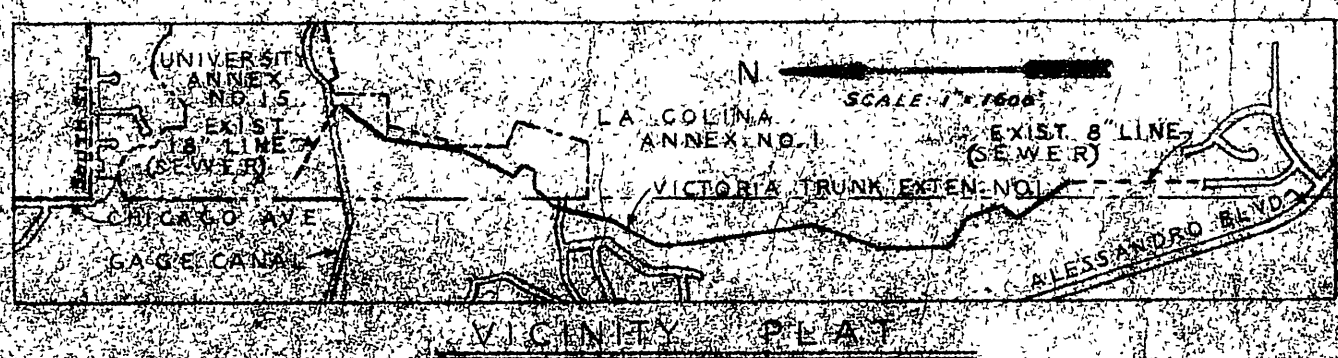 (UNIVERSITY
ANNEX
NO. 15
EXIST
18" LINE
(SEWER)
CHICAGO AVE
GAGE CANAL
N
SCALE: 1"=1600'
LA COLINA
ANNEX. NO. 1
EXIST. 8" LINE
(SEWER)
VICTORIA TRUNK EXTEN. NO. 1
ALESSANDRO BLVD.
VICINITY PLAT